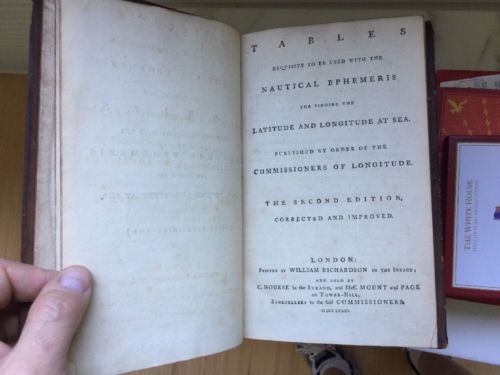 TABLES
REQUISITE TO BE USED WITH THE
NAUTICAL EPHEMERIS
FOR FINDING THE
LATITUDE AND LONGITUDE AT SEA.
PUBLISHED BY ORDER OF THE
COMMISSIONERS OF LONGITUDE.
THE SECOND EDITION,
CORRECTED AND IMPROVED.
LONDON:
PRINTED BY WILLIAM RICHARDSON IN THE STRAND;
AND SOLD BY
C. NOURSE in the STRAND, and Meſſ. MOUNT and PAGE
on TOWER-HILL,
BOOKSELLERS to the ſaid COMMISSIONERS,
MDCCLXXXI.
THE WHITE HOUSE
HISTORICAL ASSOCIATION